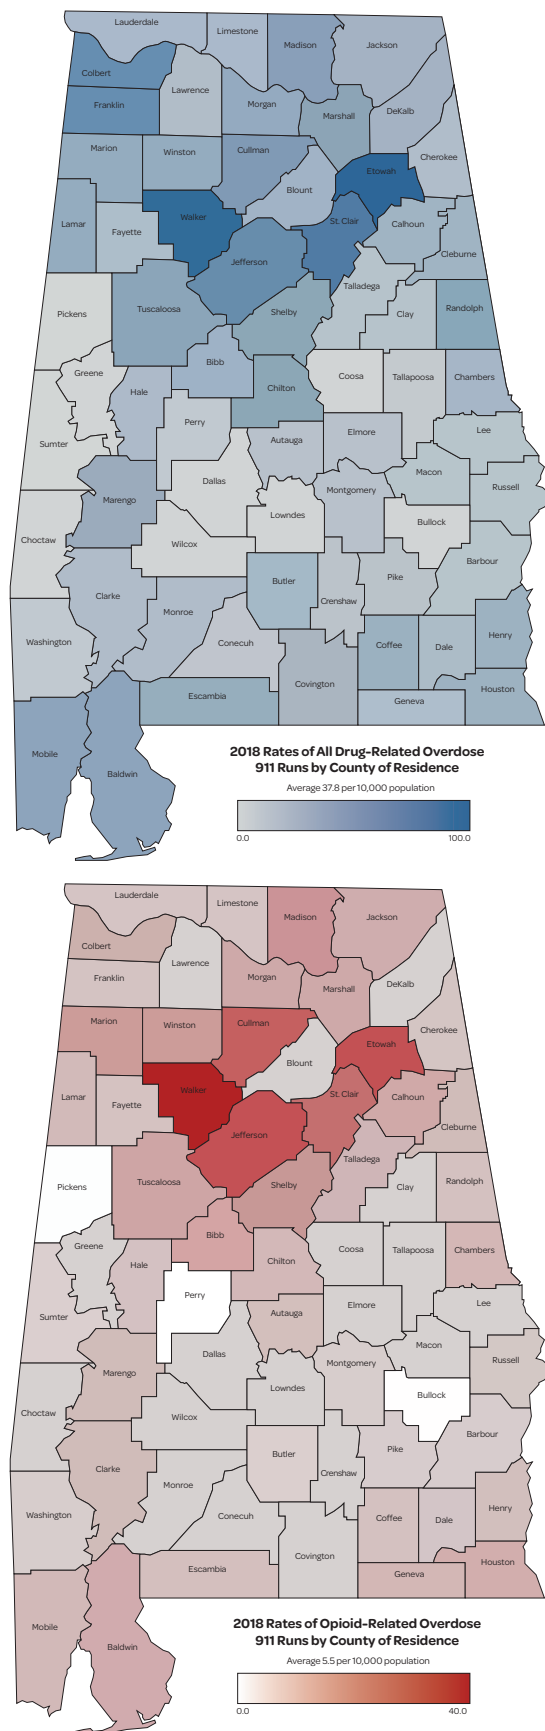 Lauderdale
Limestone
Madison
Jackson
Colbert
Lawrence
Franklin
Morgan
Marshall
DeKalb
Marion
Winston
Cullman
Cherokee
Etowah
Blount
Walker
St. Clair
Lamar
Fayette
Calhoun
Cleburne
Jefferson
Talladega
Pickens
Tuscaloosa
Shelby
Clay
Randolph
Bibb
Greene
Hale
Chilton
Coosa
Tallapoosa
Chambers
Perry
Sumter
Autauga
Elmore
Lee
Dallas
Macon
Marengo
Montgomery
Russell
Lowndes
Bullock
Choctaw
Wilcox
Barbour
Butler
Pike
Clarke
Monroe
Crenshaw
Washington
Conecuh
Coffee
Dale
Henry
Covington
Escambia
Geneva
Houston
Mobile
Baldwin
2018 Rates of All Drug-Related Overdose
911 Runs by County of Residence
Average 37.8 per 10,000 population
0.0 100.0
Lauderdale
Limestone
Madison
Jackson
Colbert
Lawrence
Franklin
Morgan
Marshall
DeKalb
Marion
Winston
Cullman
Cherokee
Etowah
Blount
Walker
St. Clair
Lamar
Fayette
Calhoun
Cleburne
Jefferson
Talladega
Pickens
Tuscaloosa
Shelby
Clay
Randolph
Bibb
Greene
Hale
Chilton
Coosa
Tallapoosa
Chambers
Perry
Sumter
Autauga
Elmore
Lee
Dallas
Macon
Marengo
Montgomery
Russell
Lowndes
Bullock
Choctaw
Wilcox
Barbour
Butler
Pike
Clarke
Monroe
Crenshaw
Washington
Conecuh
Coffee
Dale
Henry
Covington
Escambia
Geneva
Houston
Mobile
Baldwin
2018 Rates of Opioid-Related Overdose
911 Runs by County of Residence
Average 5.5 per 10,000 population
0.0 40.0